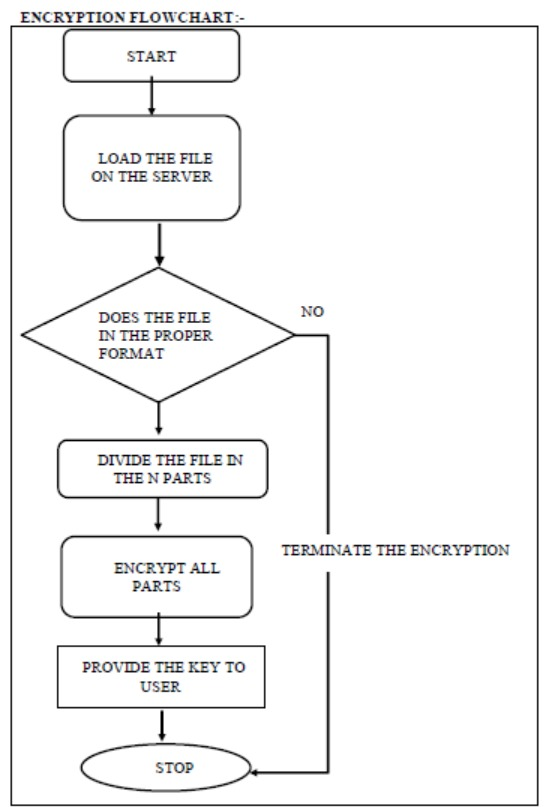 ENCRYPTION FLOWCHART:-
START
LOAD THE FILE
ON THE SERVER
DOES THE FILE
IN THE PROPER
FORMAT
NO
DIVIDE THE FILE IN
THE N PARTS
TERMINATE THE ENCRYPTION
ENCRYPT ALL
PARTS
PROVIDE THE KEY TO
USER
STOP